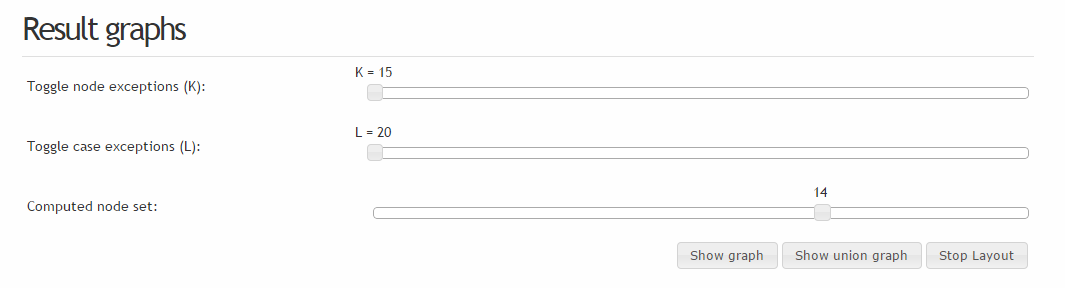 Result graphs
K = 15
Toggle node exceptions (K):
L = 20
Toggle case exceptions (L):
14
Computed node set:
Show graph
Show union graph
Stop Layout